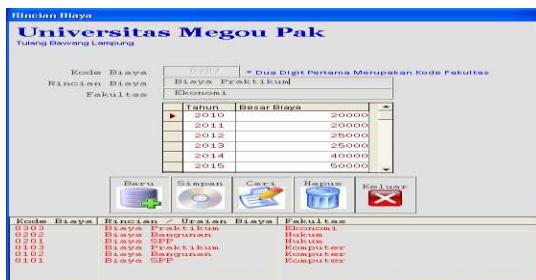 Rincian Biaya
Universitas Megou Pak
Tulang Bawang Lampung
Kode Biaya
* Dua Digit Pertama Merupakan Kode Fakultas
Rincian Biaya Biaya Praktikum
Fakultas Ekonomi
Tahun Besar Biaya
2010 20000
2011 20000
2012 25000
2013 25000
2014 40000
2015 50000
Baru Simpan Cari Hapus Keluar
Kode Biaya Rincian / Uraian Biaya Fakultas
0303 Biaya Praktikum Ekonomi
0202 Biaya Bangunan Hukum
0201 Biaya SPP Hukum
0103 Biaya Praktikum Komputer
0102 Biaya Bangunan Komputer
0101 Biaya SPP Komputer